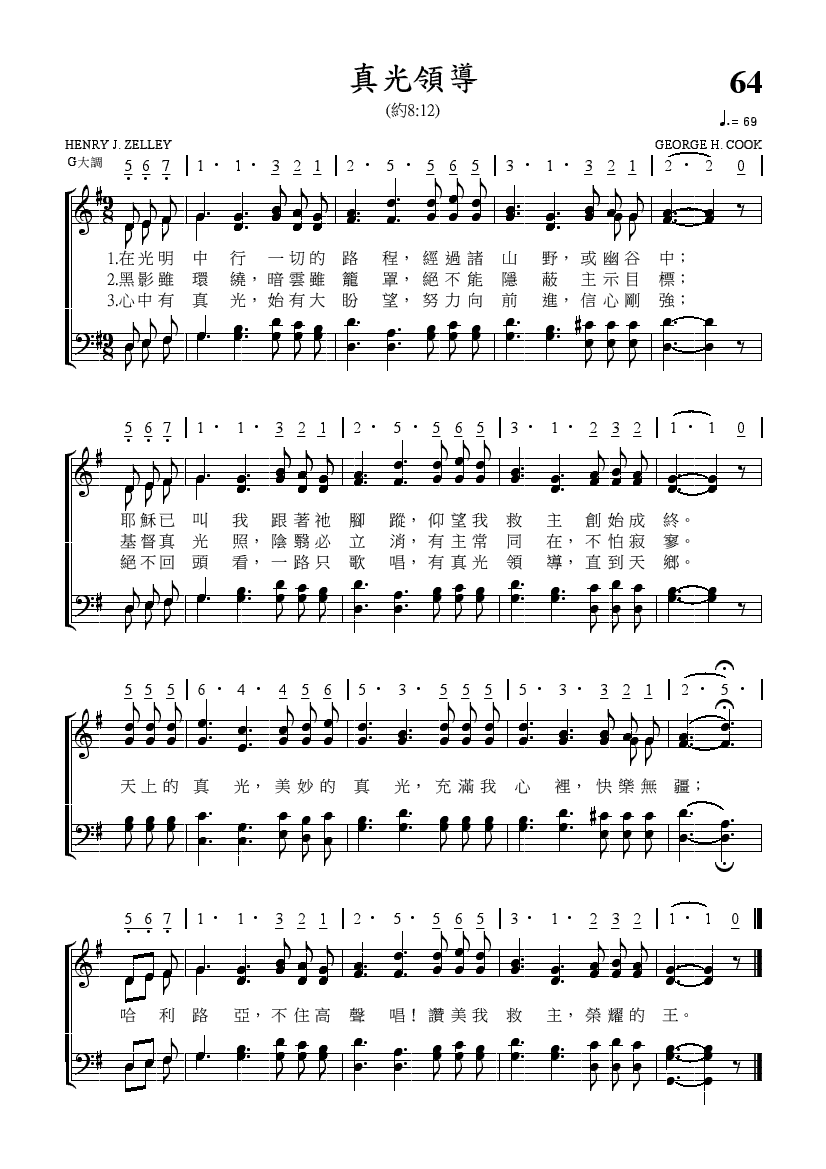 真光領導
64
(約8:12)
♩.= 69
HENRY J. ZELLEY
GEORGE H. COOK
G大調
5 6 7 | 1· 1· 3 2 1 | 2· 5· 5 6 5 | 3· 1· 3 2 1 | 2· 2 0 |
1.在光明中行一切的路程，經過諸山野，或幽谷中；
2.黑影雖環繞，暗雲雖籠罩，絕不能隱蔽主示目標；
3.心中有真光，始有大盼望，努力向前進，信心剛強；
5 6 7 | 1· 1· 3 2 1 | 2· 5· 5 6 5 | 3· 1· 2 3 2 | 1· 1 0 |
耶穌已叫我跟著祂腳蹤，仰望我救主創始成終。
基督真光照，陰翳必立消，有主常同在，不怕寂寥。
絕不回頭看，一路只歌唱，有真光領導，直到天鄉。
5 5 5 | 6· 4· 4 5 6 | 5· 3· 5 5 5 | 5· 3· 3 2 1 | 2· 5· |
天上的真光，美妙的真光，充滿我心裡，快樂無疆；
5 6 7 | 1· 1· 3 2 1 | 2· 5· 5 6 5 | 3· 1· 2 3 2 | 1· 1 0
哈利路亞，不住高聲唱！讚美我救主，榮耀的王。